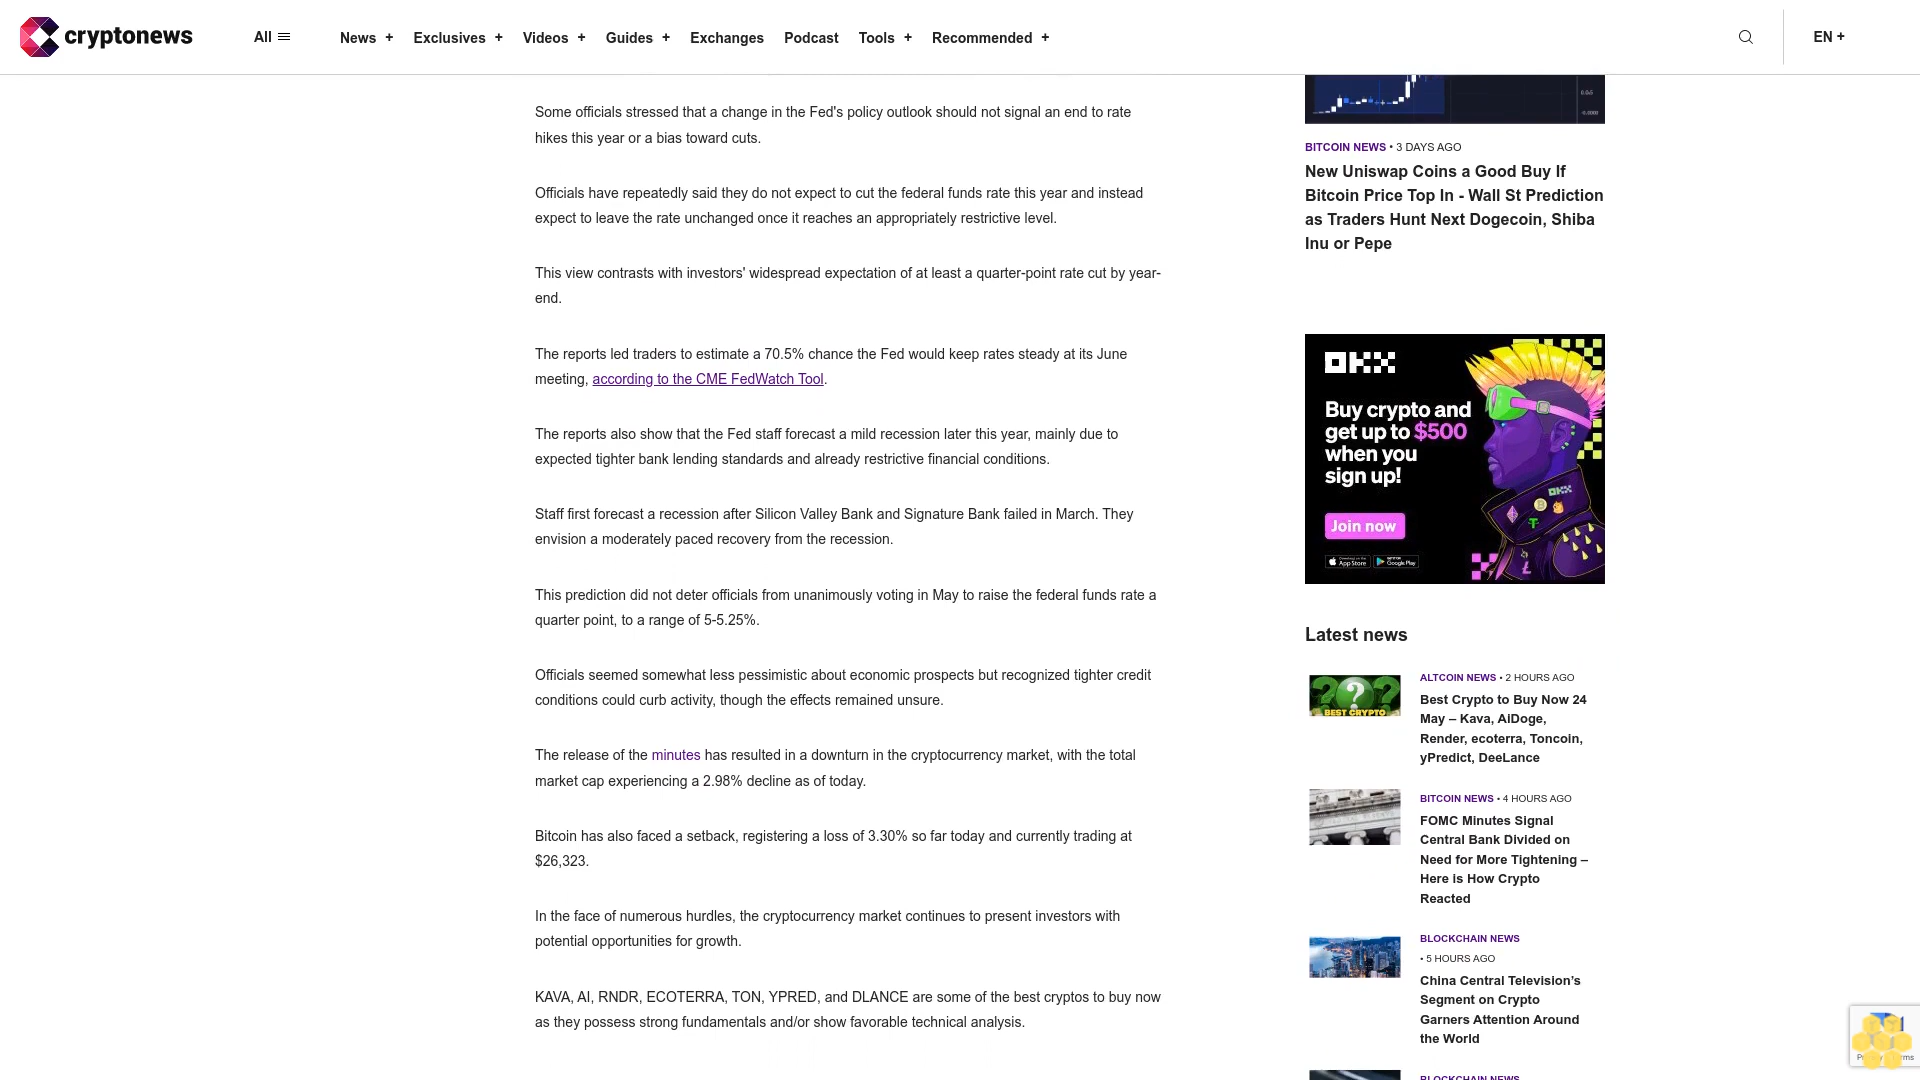 cryptonews
All
News +
Exclusives +
Videos +
Guides +
Exchanges
Podcast
Tools +
Recommended +
EN +
Some officials stressed that a change in the Fed's policy outlook should not signal an end to rate
hikes this year or a bias toward cuts.
Officials have repeatedly said they do not expect to cut the federal funds rate this year and instead
expect to leave the rate unchanged once it reaches an appropriately restrictive level.
This view contrasts with investors' widespread expectation of at least a quarter-point rate cut by year-
end.
The reports led traders to estimate a 70.5% chance the Fed would keep rates steady at its June
meeting, according to the CME FedWatch Tool.
The reports also show that the Fed staff forecast a mild recession later this year, mainly due to
expected tighter bank lending standards and already restrictive financial conditions.
Staff first forecast a recession after Silicon Valley Bank and Signature Bank failed in March. They
envision a moderately paced recovery from the recession.
This prediction did not deter officials from unanimously voting in May to raise the federal funds rate a
quarter point, to a range of 5-5.25%.
Officials seemed somewhat less pessimistic about economic prospects but recognized tighter credit
conditions could curb activity, though the effects remained unsure.
The release of the minutes has resulted in a downturn in the cryptocurrency market, with the total
market cap experiencing a 2.98% decline as of today.
Bitcoin has also faced a setback, registering a loss of 3.30% so far today and currently trading at
$26,323.
In the face of numerous hurdles, the cryptocurrency market continues to present investors with
potential opportunities for growth.
KAVA, AI, RNDR, ECOTERRA, TON, YPRED, and DLANCE are some of the best cryptos to buy now
as they possess strong fundamentals and/or show favorable technical analysis.
BITCOIN NEWS • 3 DAYS AGO
New Uniswap Coins a Good Buy If
Bitcoin Price Top In - Wall St Prediction
as Traders Hunt Next Dogecoin, Shiba
Inu or Pepe
OKX
Buy crypto and
get up to $500
when you
sign up!
Join now
App Store
Google Play
Latest news
BEST CRYPTO
ALTCOIN NEWS • 2 HOURS AGO
Best Crypto to Buy Now 24
May – Kava, AiDoge,
Render, ecoterra, Toncoin,
yPredict, DeeLance
BITCOIN NEWS • 4 HOURS AGO
FOMC Minutes Signal
Central Bank Divided on
Need for More Tightening –
Here is How Crypto
Reacted
BLOCKCHAIN NEWS
• 5 HOURS AGO
China Central Television's
Segment on Crypto
Garners Attention Around
the World
BLOCKCHAIN NEWS